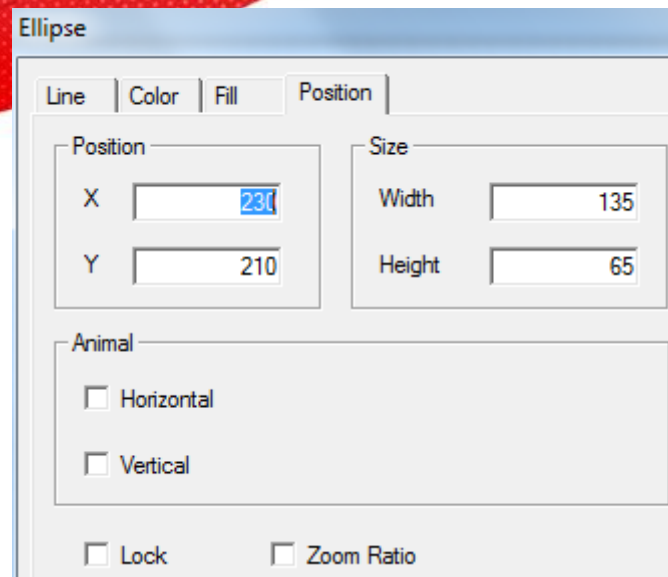 Ellipse
Line Color Fill Position
Position Size
X 230 Width 135
Y 210 Height 65
Animal
Horizontal
Vertical
Lock Zoom Ratio